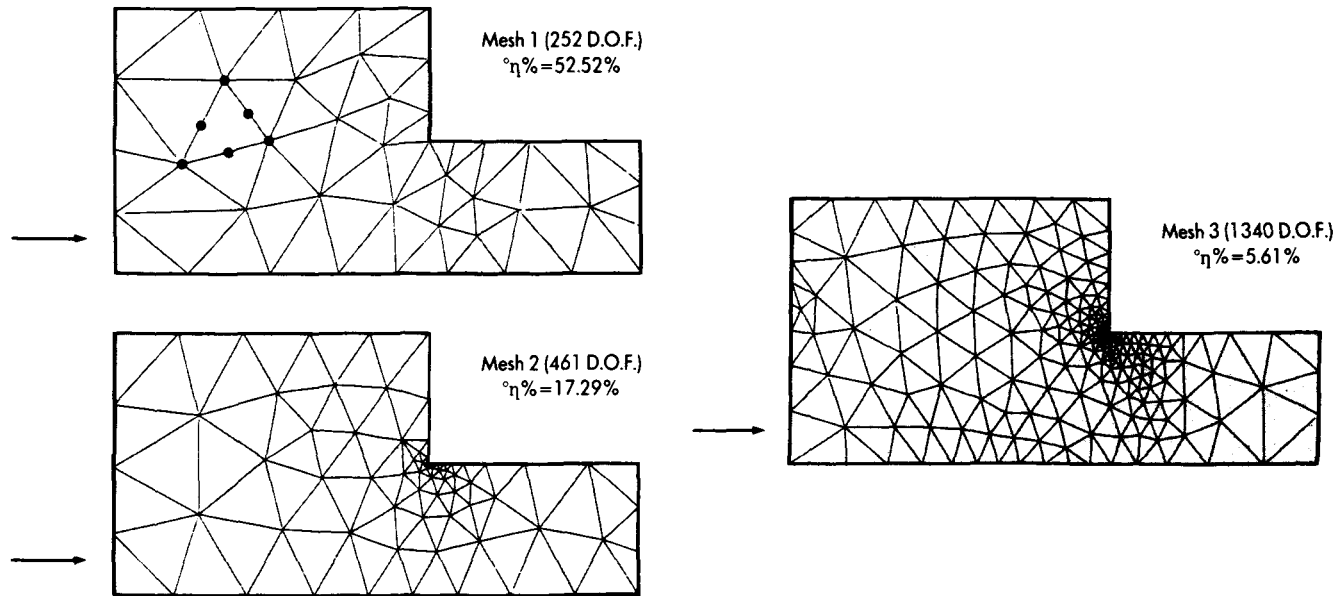 Mesh 1 (252 D.O.F.)
°η%=52.52%
Mesh 2 (461 D.O.F.)
°η%=17.29%
Mesh 3 (1340 D.O.F.)
°η%=5.61%